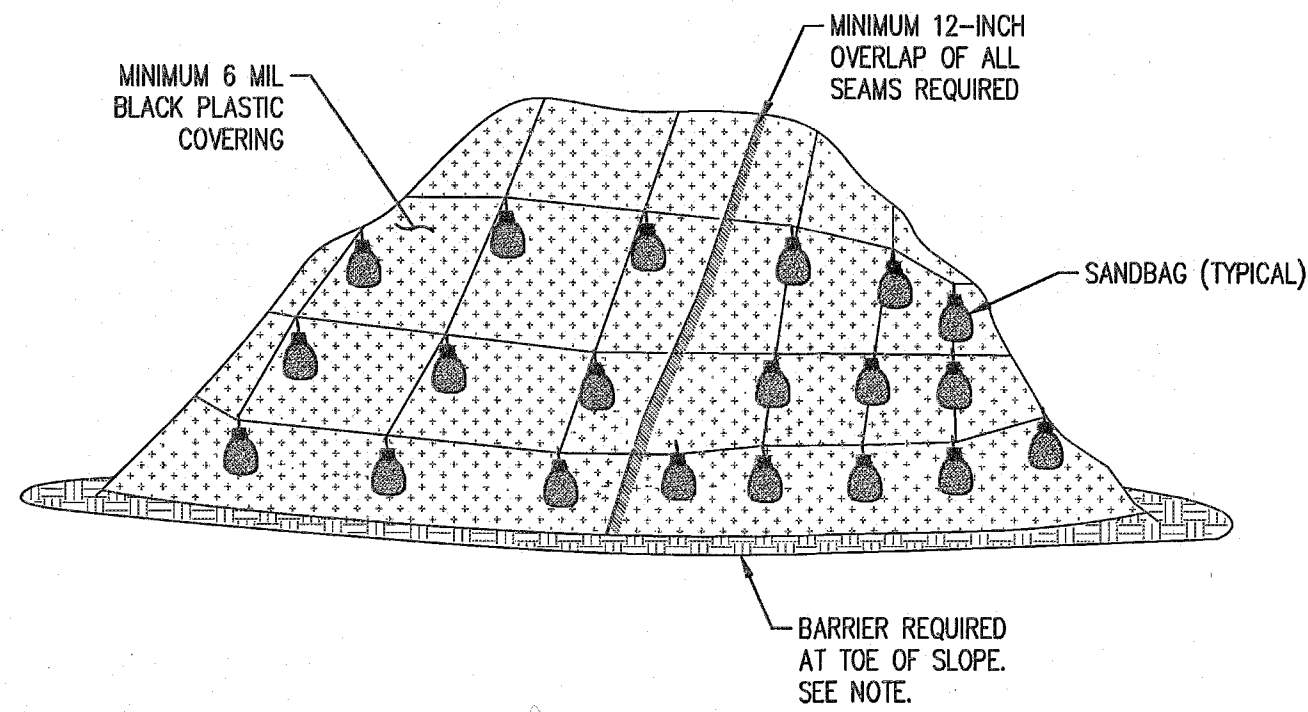 MINIMUM 12-INCH
OVERLAP OF ALL
SEAMS REQUIRED
MINIMUM 6 MIL
BLACK PLASTIC
COVERING
SANDBAG (TYPICAL)
BARRIER REQUIRED
AT TOE OF SLOPE.
SEE NOTE.